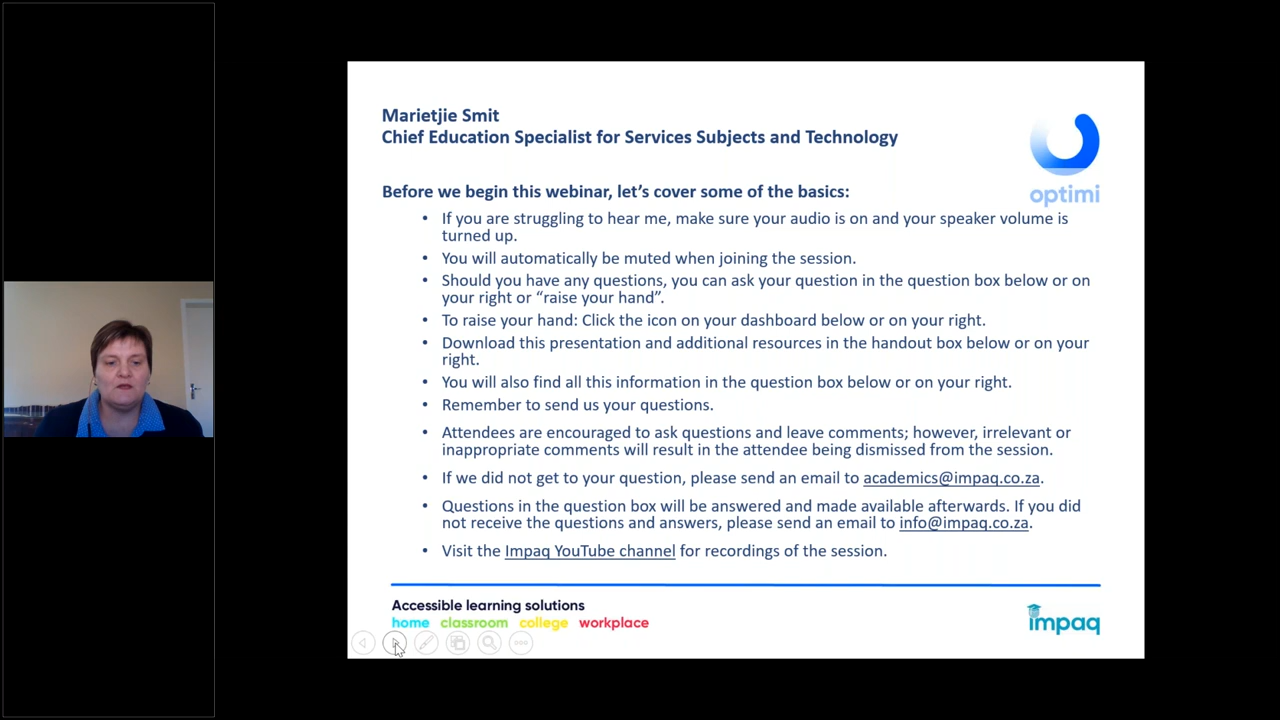 Marietjie Smit
Chief Education Specialist for Services Subjects and Technology
optimi
Before we begin this webinar, let’s cover some of the basics:
• If you are struggling to hear me, make sure your audio is on and your speaker volume is
turned up.
• You will automatically be muted when joining the session.
• Should you have any questions, you can ask your question in the question box below or on
your right or “raise your hand”.
• To raise your hand: Click the icon on your dashboard below or on your right.
• Download this presentation and additional resources in the handout box below or on your
right.
• You will also find all this information in the question box below or on your right.
• Remember to send us your questions.
• Attendees are encouraged to ask questions and leave comments; however, irrelevant or
inappropriate comments will result in the attendee being dismissed from the session.
• If we did not get to your question, please send an email to academics@impaq.co.za.
• Questions in the question box will be answered and made available afterwards. If you did
not receive the questions and answers, please send an email to info@impaq.co.za.
• Visit the Impaq YouTube channel for recordings of the session.
Accessible learning solutions
home classroom college workplace
impaq